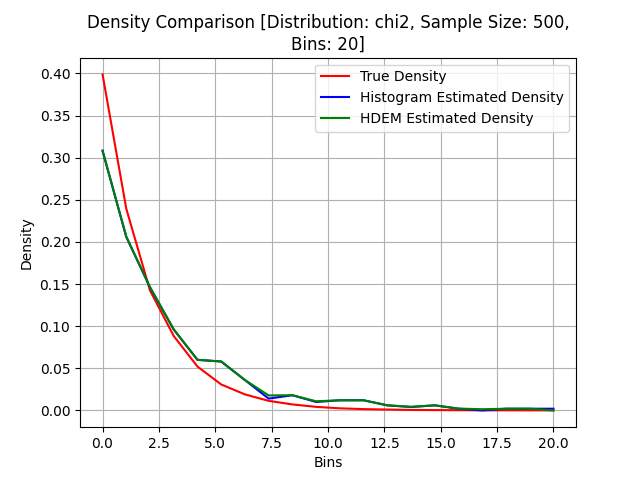 Density Comparison [Distribution: chi2, Sample Size: 500,
Bins: 20]
True Density
Histogram Estimated Density
HDEM Estimated Density
Density
0.40
0.35
0.30
0.25
0.20
0.15
0.10
0.05
0.00
0.0 2.5 5.0 7.5 10.0 12.5 15.0 17.5 20.0
Bins